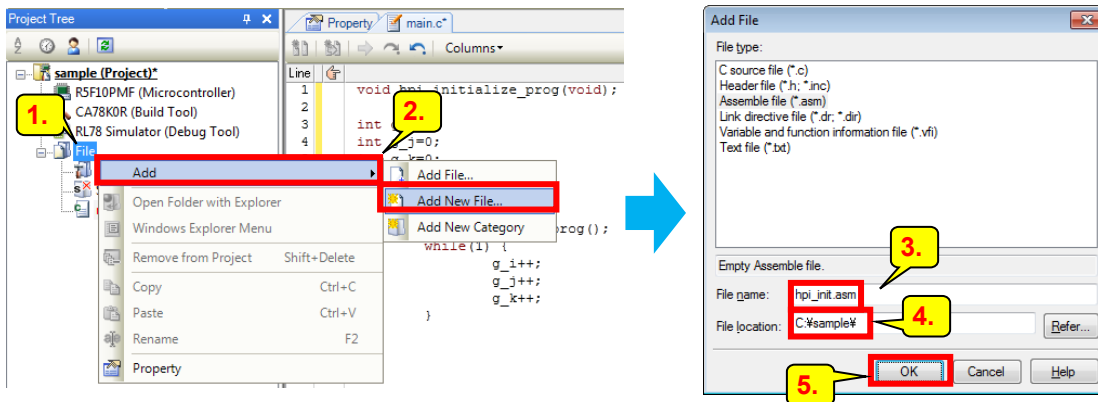 Project Tree
Property
main.c*
Columns
sample (Project)*
R5F10PMF (Microcontroller)
CA78K0R (Build Tool)
RL78 Simulator (Debug Tool)
File
1.
2.
Line
1 void hpi_initialize_prog(void);
2
3 int
4 int g_j=0;
g_k=0;
Add
Open Folder with Explorer
Windows Explorer Menu
Remove from Project Shift+Delete
Copy Ctrl+C
Paste Ctrl+V
Rename F2
Property
Add File...
Add New File...
Add New Category
prog();
while(1) {
g_i++;
g_j++;
g_k++;
}
Add File
File type:
C source file (*.c)
Header file (*.h; *.inc)
Assemble file (*.asm)
Link directive file (*.dr; *.dir)
Variable and function information file (*.vfi)
Text file (*.txt)
Empty Assemble file.
3.
File name: hpi_init.asm
File location: C:¥sample¥
4.
Refer...
5.
OK
Cancel
Help